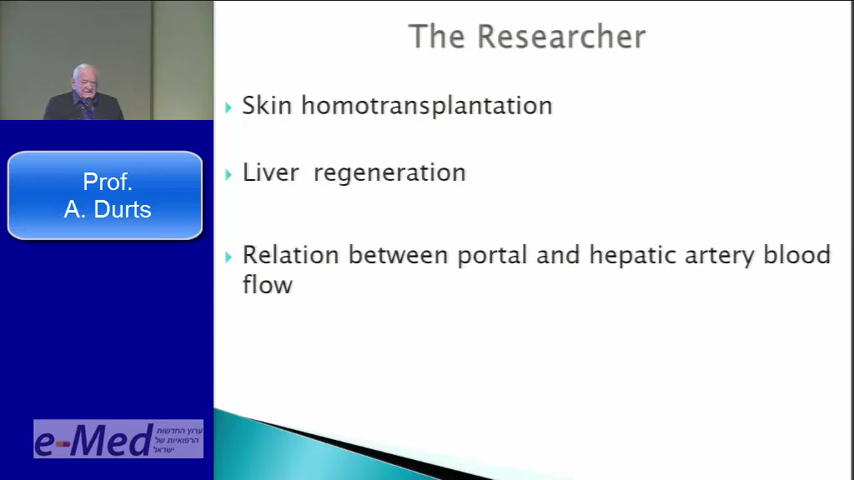 The Researcher
Skin homotransplantation
Liver regeneration
Relation between portal and hepatic artery blood
flow
Prof.
A. Durts
e-Med
ערוץ החדשות
הרפואיות של
ישראל